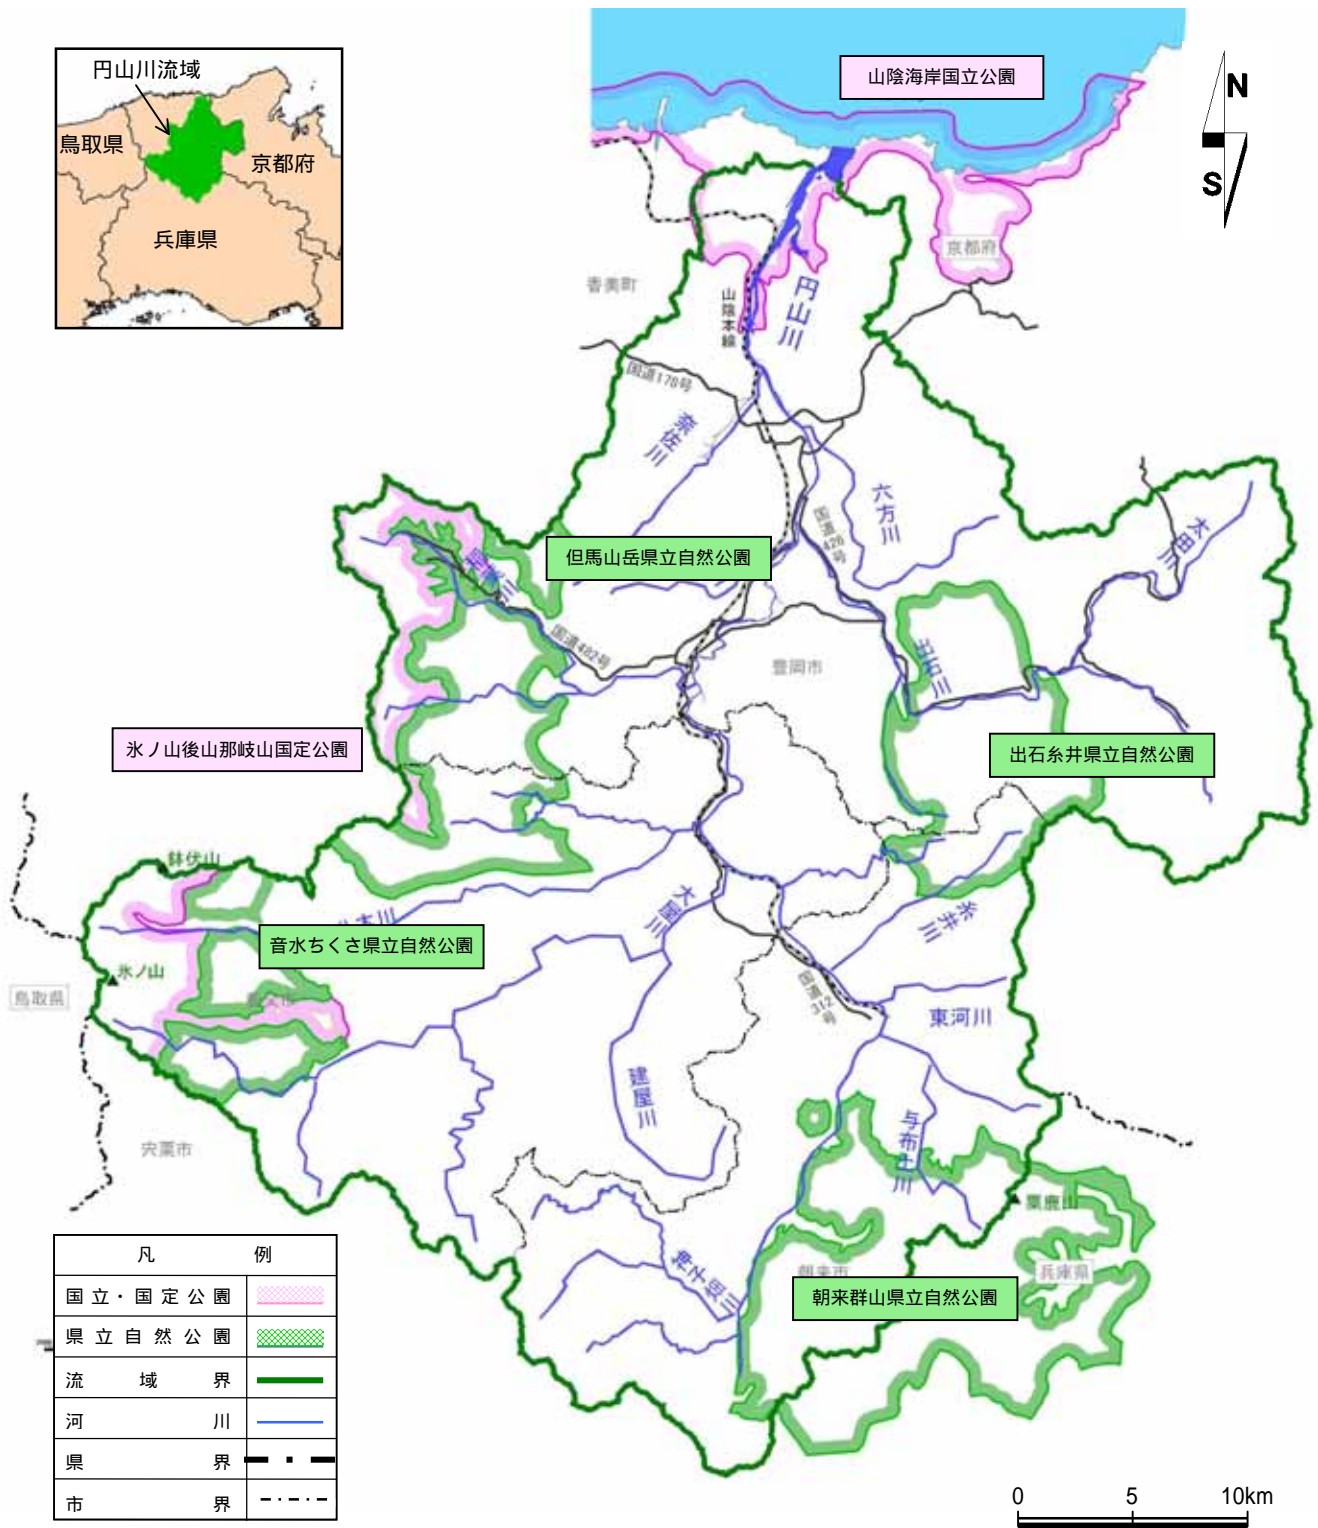 円山川流域
鳥取県
京都府
兵庫県
山陰海岸国立公園
N
S
京都府
香美町
円山川
山陰本線
国道178号
奈佐川
六方川
国道426号
太田川
但馬山岳県立自然公園
国道482号
出石川
豊岡市
氷ノ山後山那岐山国定公園
出石糸井県立自然公園
鉢伏山
大屋川
糸井川
音水ちくさ県立自然公園
氷ノ山
鳥取県
国道312号
東河川
建屋川
与布土川
宍粟市
粟鹿山
神子畑川
朝来市
兵庫県
朝来群山県立自然公園
凡例
国立・国定公園
県立自然公園
流域界
河川
県界
市界
0 5 10km